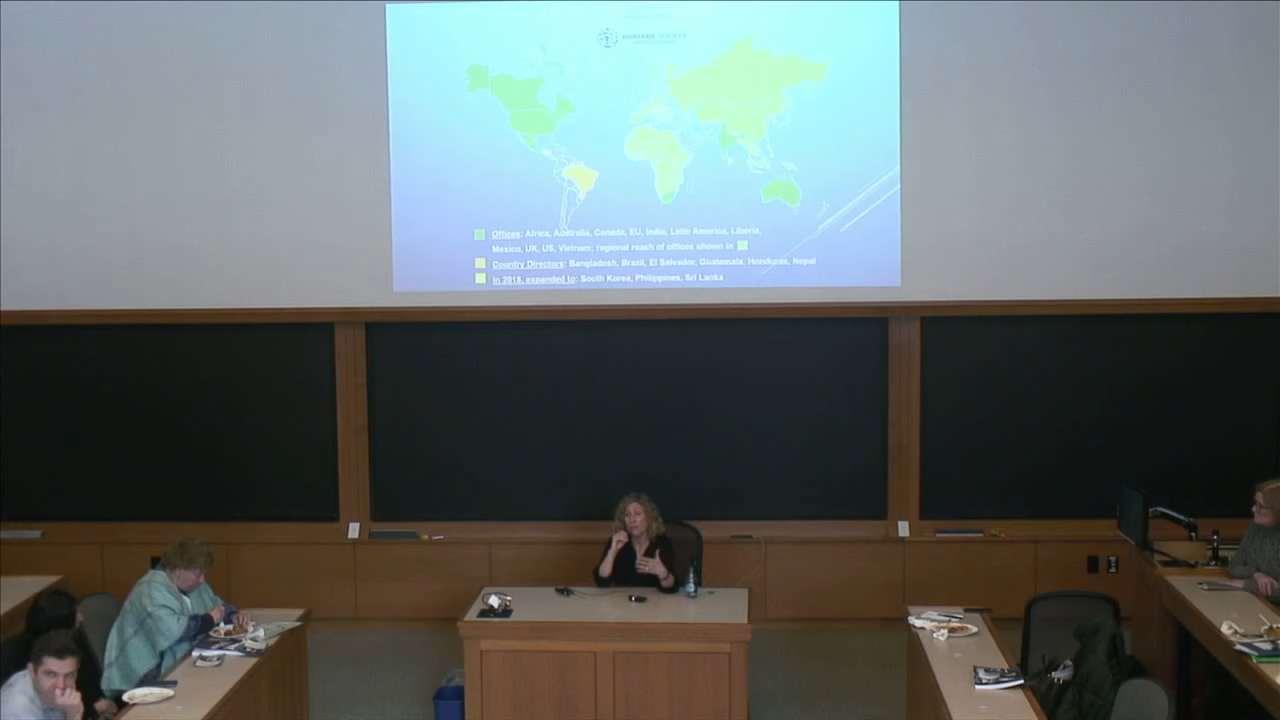 HUMANE SOCIETY
Offices: Africa, Australia, Canada, EU, India, Latin America, Liberia,
Mexico, UK, US, Vietnam; regional reach of offices shown in
Country Directors: Bangladesh, Brazil, El Salvador, Guatemala, Honduras, Nepal
In 2018, expanded to: South Korea, Philippines, Sri Lanka